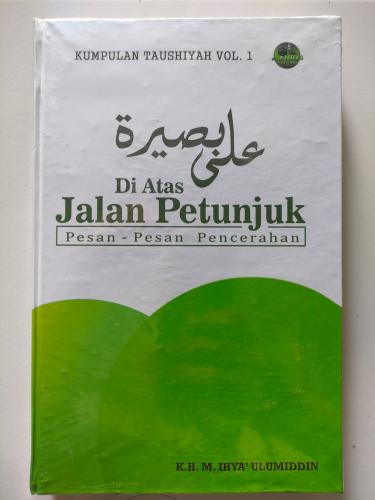 KUMPULAN TAUSHIYAH VOL. 1
على بصيرة
Di Atas
Jalan Petunjuk
Pesan - Pesan Pencerahan
K.H. M. IHYA' ULUMIDDIN